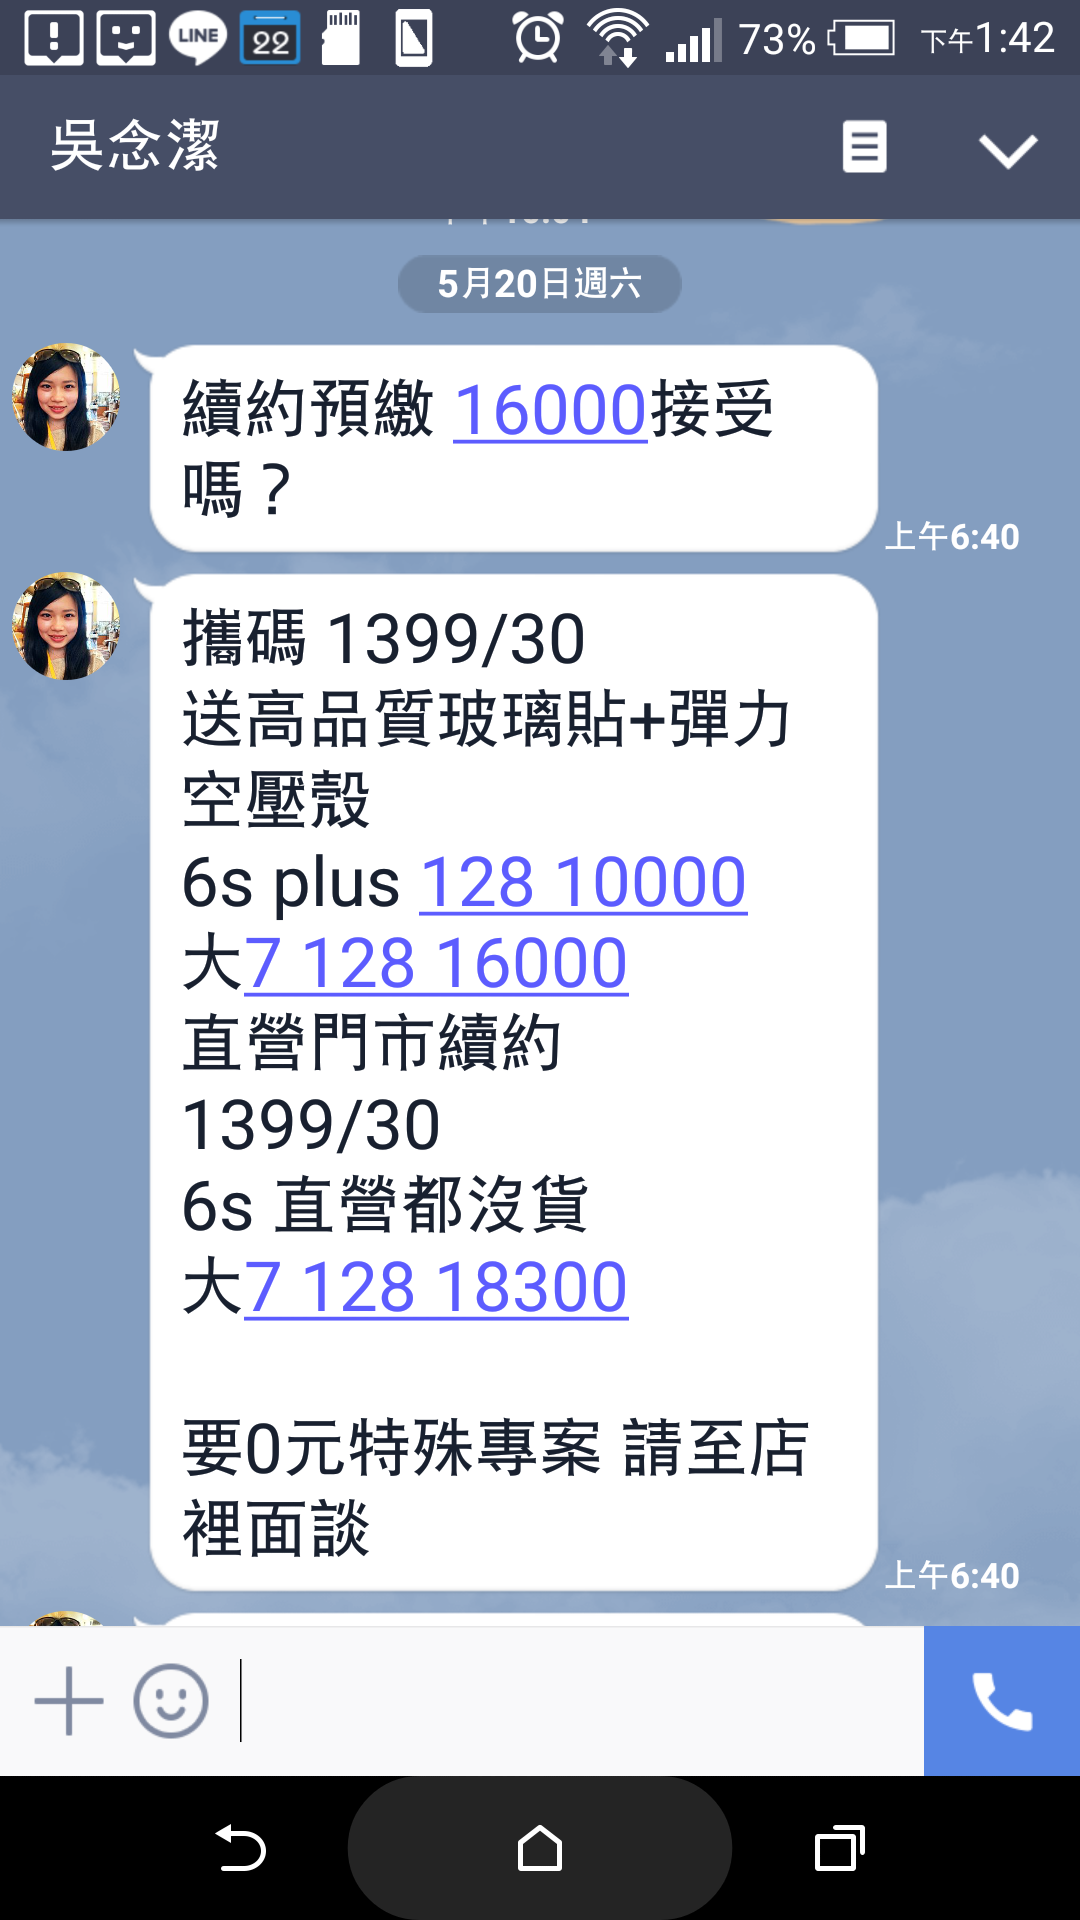 LINE
22
73%
下午1:42
吳念潔
5月20日週六
續約預繳 16000接受
嗎？
上午6:40
攜碼 1399/30
送高品質玻璃貼+彈力
空壓殼
6s plus 128 10000
大7 128 16000
直營門市續約
1399/30
6s 直營都沒貨
大7 128 18300
要0元特殊專案 請至店
裡面談
上午6:40